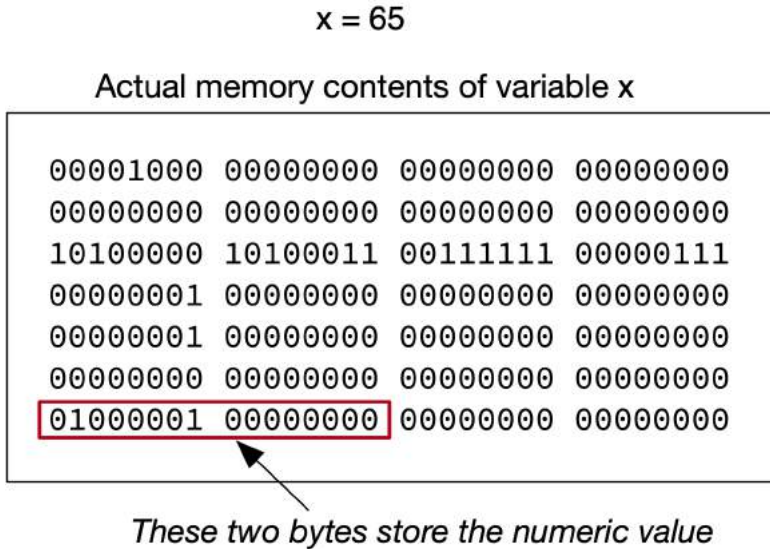 x = 65
Actual memory contents of variable x
00001000 00000000 00000000 00000000
00000000 00000000 00000000 00000000
10100000 10100011 00111111 00000111
00000001 00000000 00000000 00000000
00000001 00000000 00000000 00000000
00000000 00000000 00000000 00000000
01000001 00000000 00000000 00000000
These two bytes store the numeric value